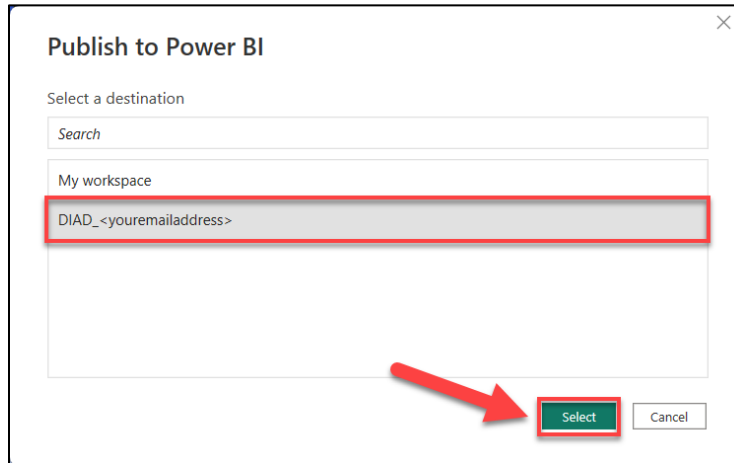 Publish to Power BI
Select a destination
Search
My workspace
DIAD_<youremailaddress>
Select
Cancel